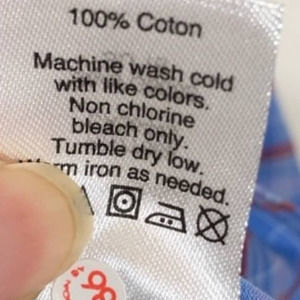 100% Coton
Machine wash cold
with like colors.
Non chlorine
bleach only.
Tumble dry low.
iron as needed.